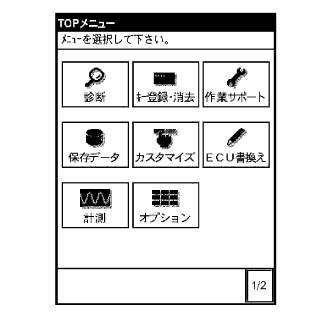 TOPメニュー
ﾒﾆｭｰを選択して下さい。
診断
ｷｰ登録・消去
作業サポート
保存データ
カスタマイズ
ECU書換え
計測
オプション
1/2